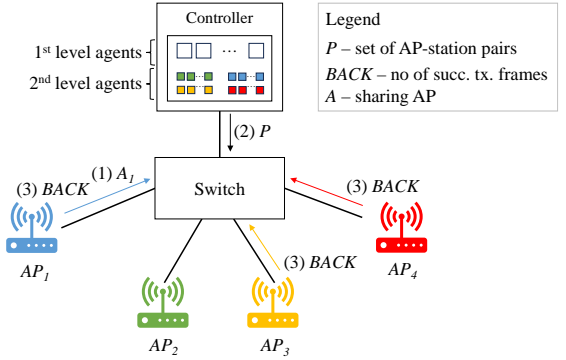 Controller
1st level agents
...
2nd level agents
Legend
P – set of AP-station pairs
BACK – no of succ. tx. frames
A – sharing AP
(2) P
(1) A1
(3) BACK
Switch
(3) BACK
(3) BACK
AP1
AP4
AP2
AP3